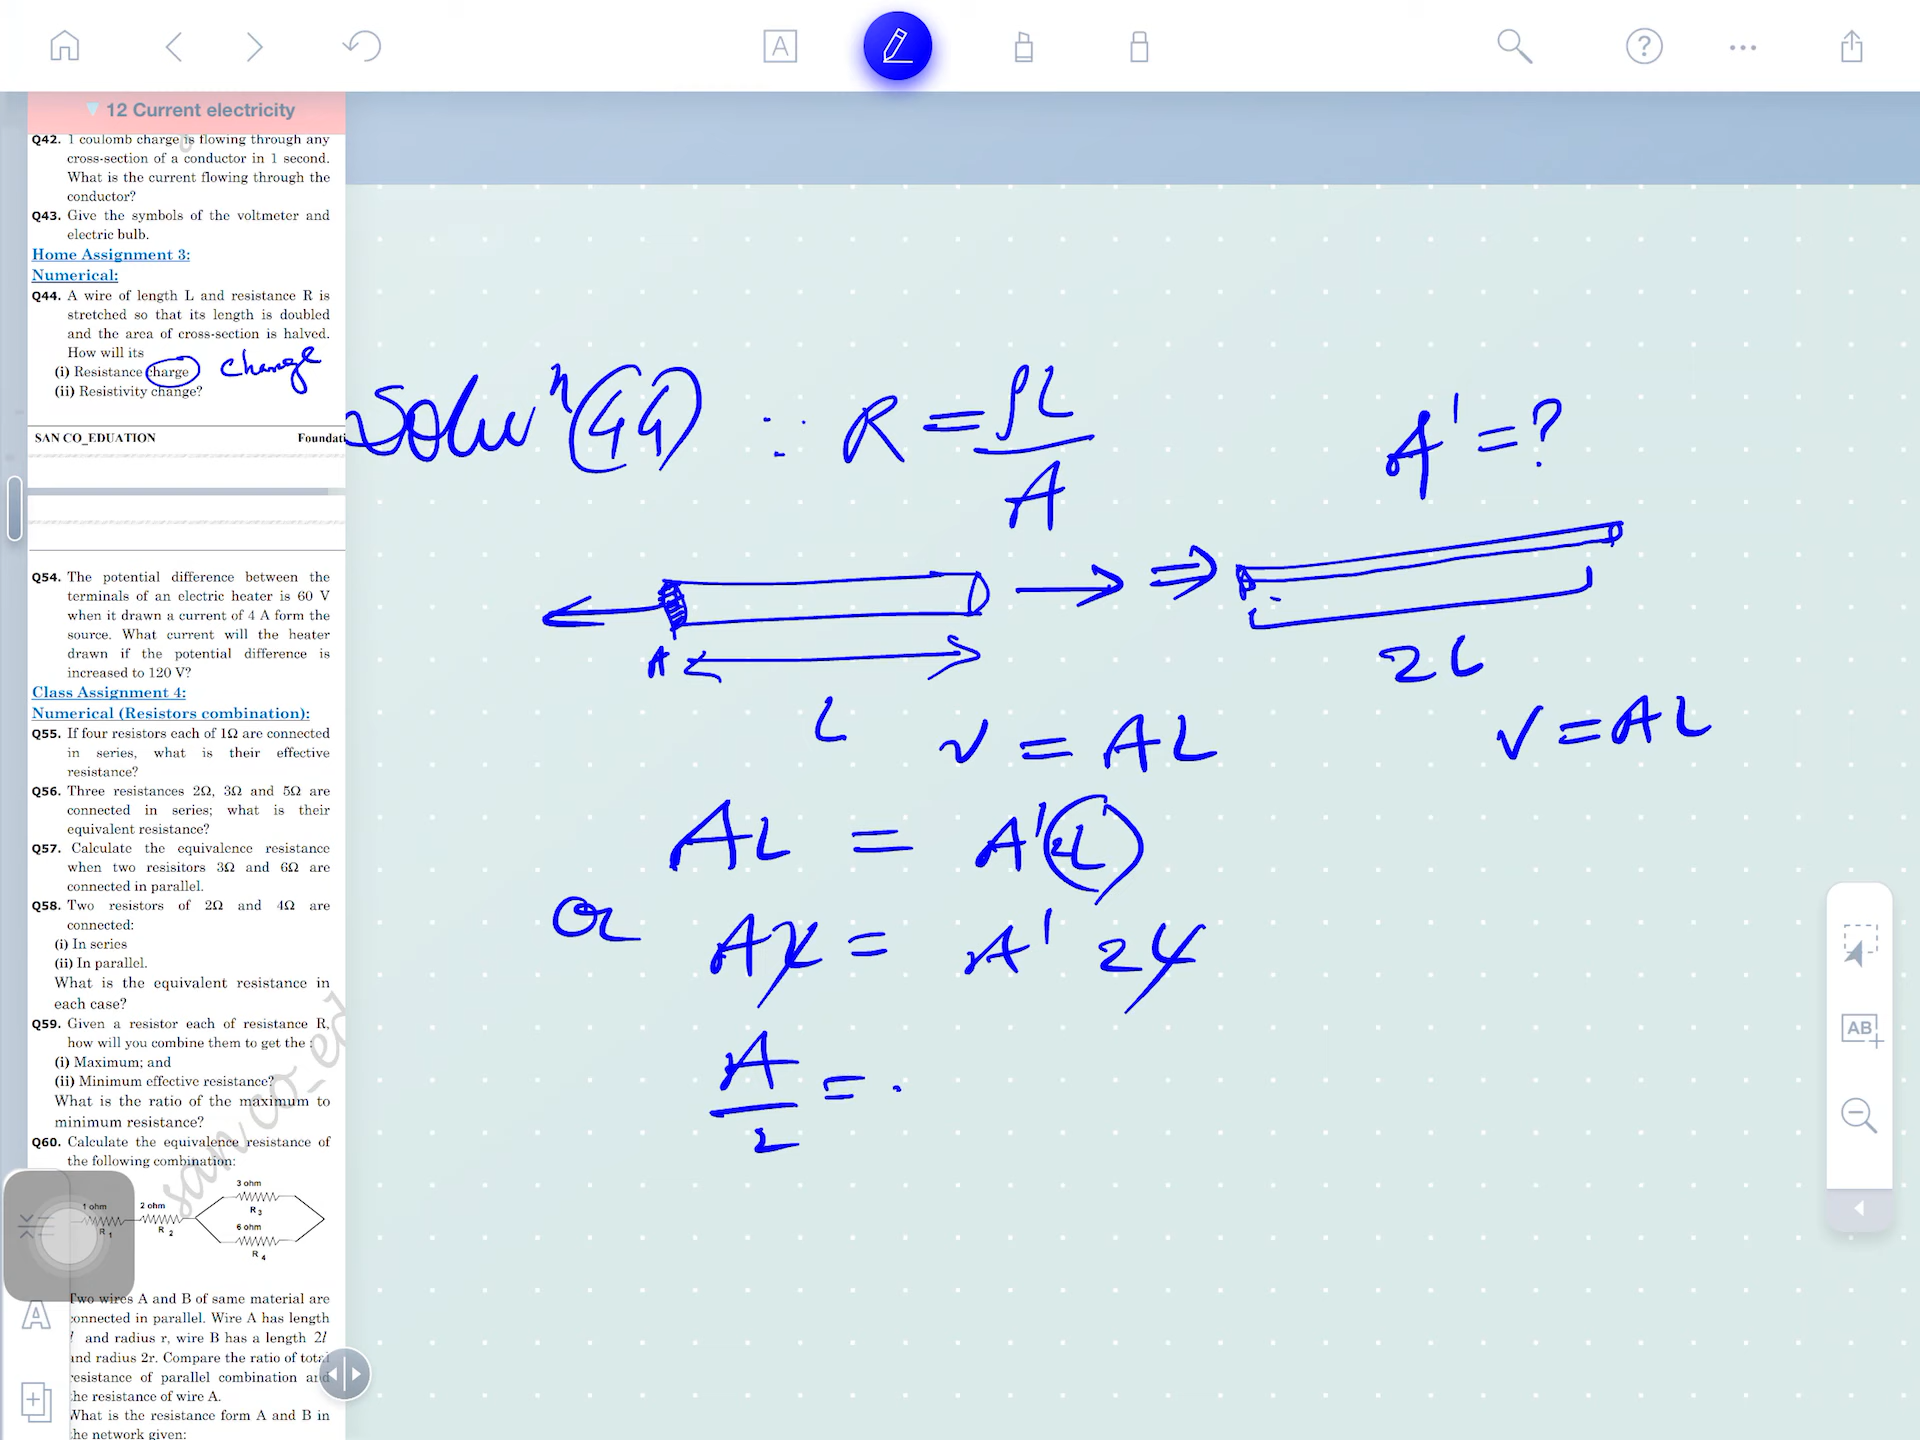 12 Current electricity
Q42. 1 coulomb charge is flowing through any
cross-section of a conductor in 1 second.
What is the current flowing through the
conductor?
Q43. Give the symbols of the voltmeter and
electric bulb.
Home Assignment 3:
Numerical:
Q44. A wire of length L and resistance R is
stretched so that its length is doubled
and the area of cross-section is halved.
How will its
(i) Resistance charge change
(ii) Resistivity change?
SAN CO_EDUATION Foundati
Q54. The potential difference between the
terminals of an electric heater is 60 V
when it drawn a current of 4 A form the
source. What current will the heater
drawn if the potential difference is
increased to 120 V?
Class Assignment 4:
Numerical (Resistors combination):
Q55. If four resistors each of 1Ω are connected
in series, what is their effective
resistance?
Q56. Three resistances 2Ω, 3Ω and 5Ω are
connected in series; what is their
equivalent resistance?
Q57. Calculate the equivalence resistance
when two resisitors 3Ω and 6Ω are
connected in parallel.
Q58. Two resistors of 2Ω and 4Ω are
connected:
(i) In series
(ii) In parallel.
What is the equivalent resistance in
each case?
Q59. Given a resistor each of resistance R,
how will you combine them to get the :
(i) Maximum; and
(ii) Minimum effective resistance?
What is the ratio of the maximum to
minimum resistance?
Q60. Calculate the equivalence resistance of
the following combination:
1 ohm R1 2 ohm R2 3 ohm R3 6 ohm R4
Two wires A and B of same material are
connected in parallel. Wire A has length
l and radius r, wire B has a length 2l
and radius 2r. Compare the ratio of total
resistance of parallel combination and
the resistance of wire A.
What is the resistance form A and B in
the network given:
san co_ed
Soluⁿ (44) ∵ R = ρL / A
A' = ?
A
L
2L
V = AL
V = AL
AL = A'(2L)
or AL = A' 2L
A/2 =
A
AB